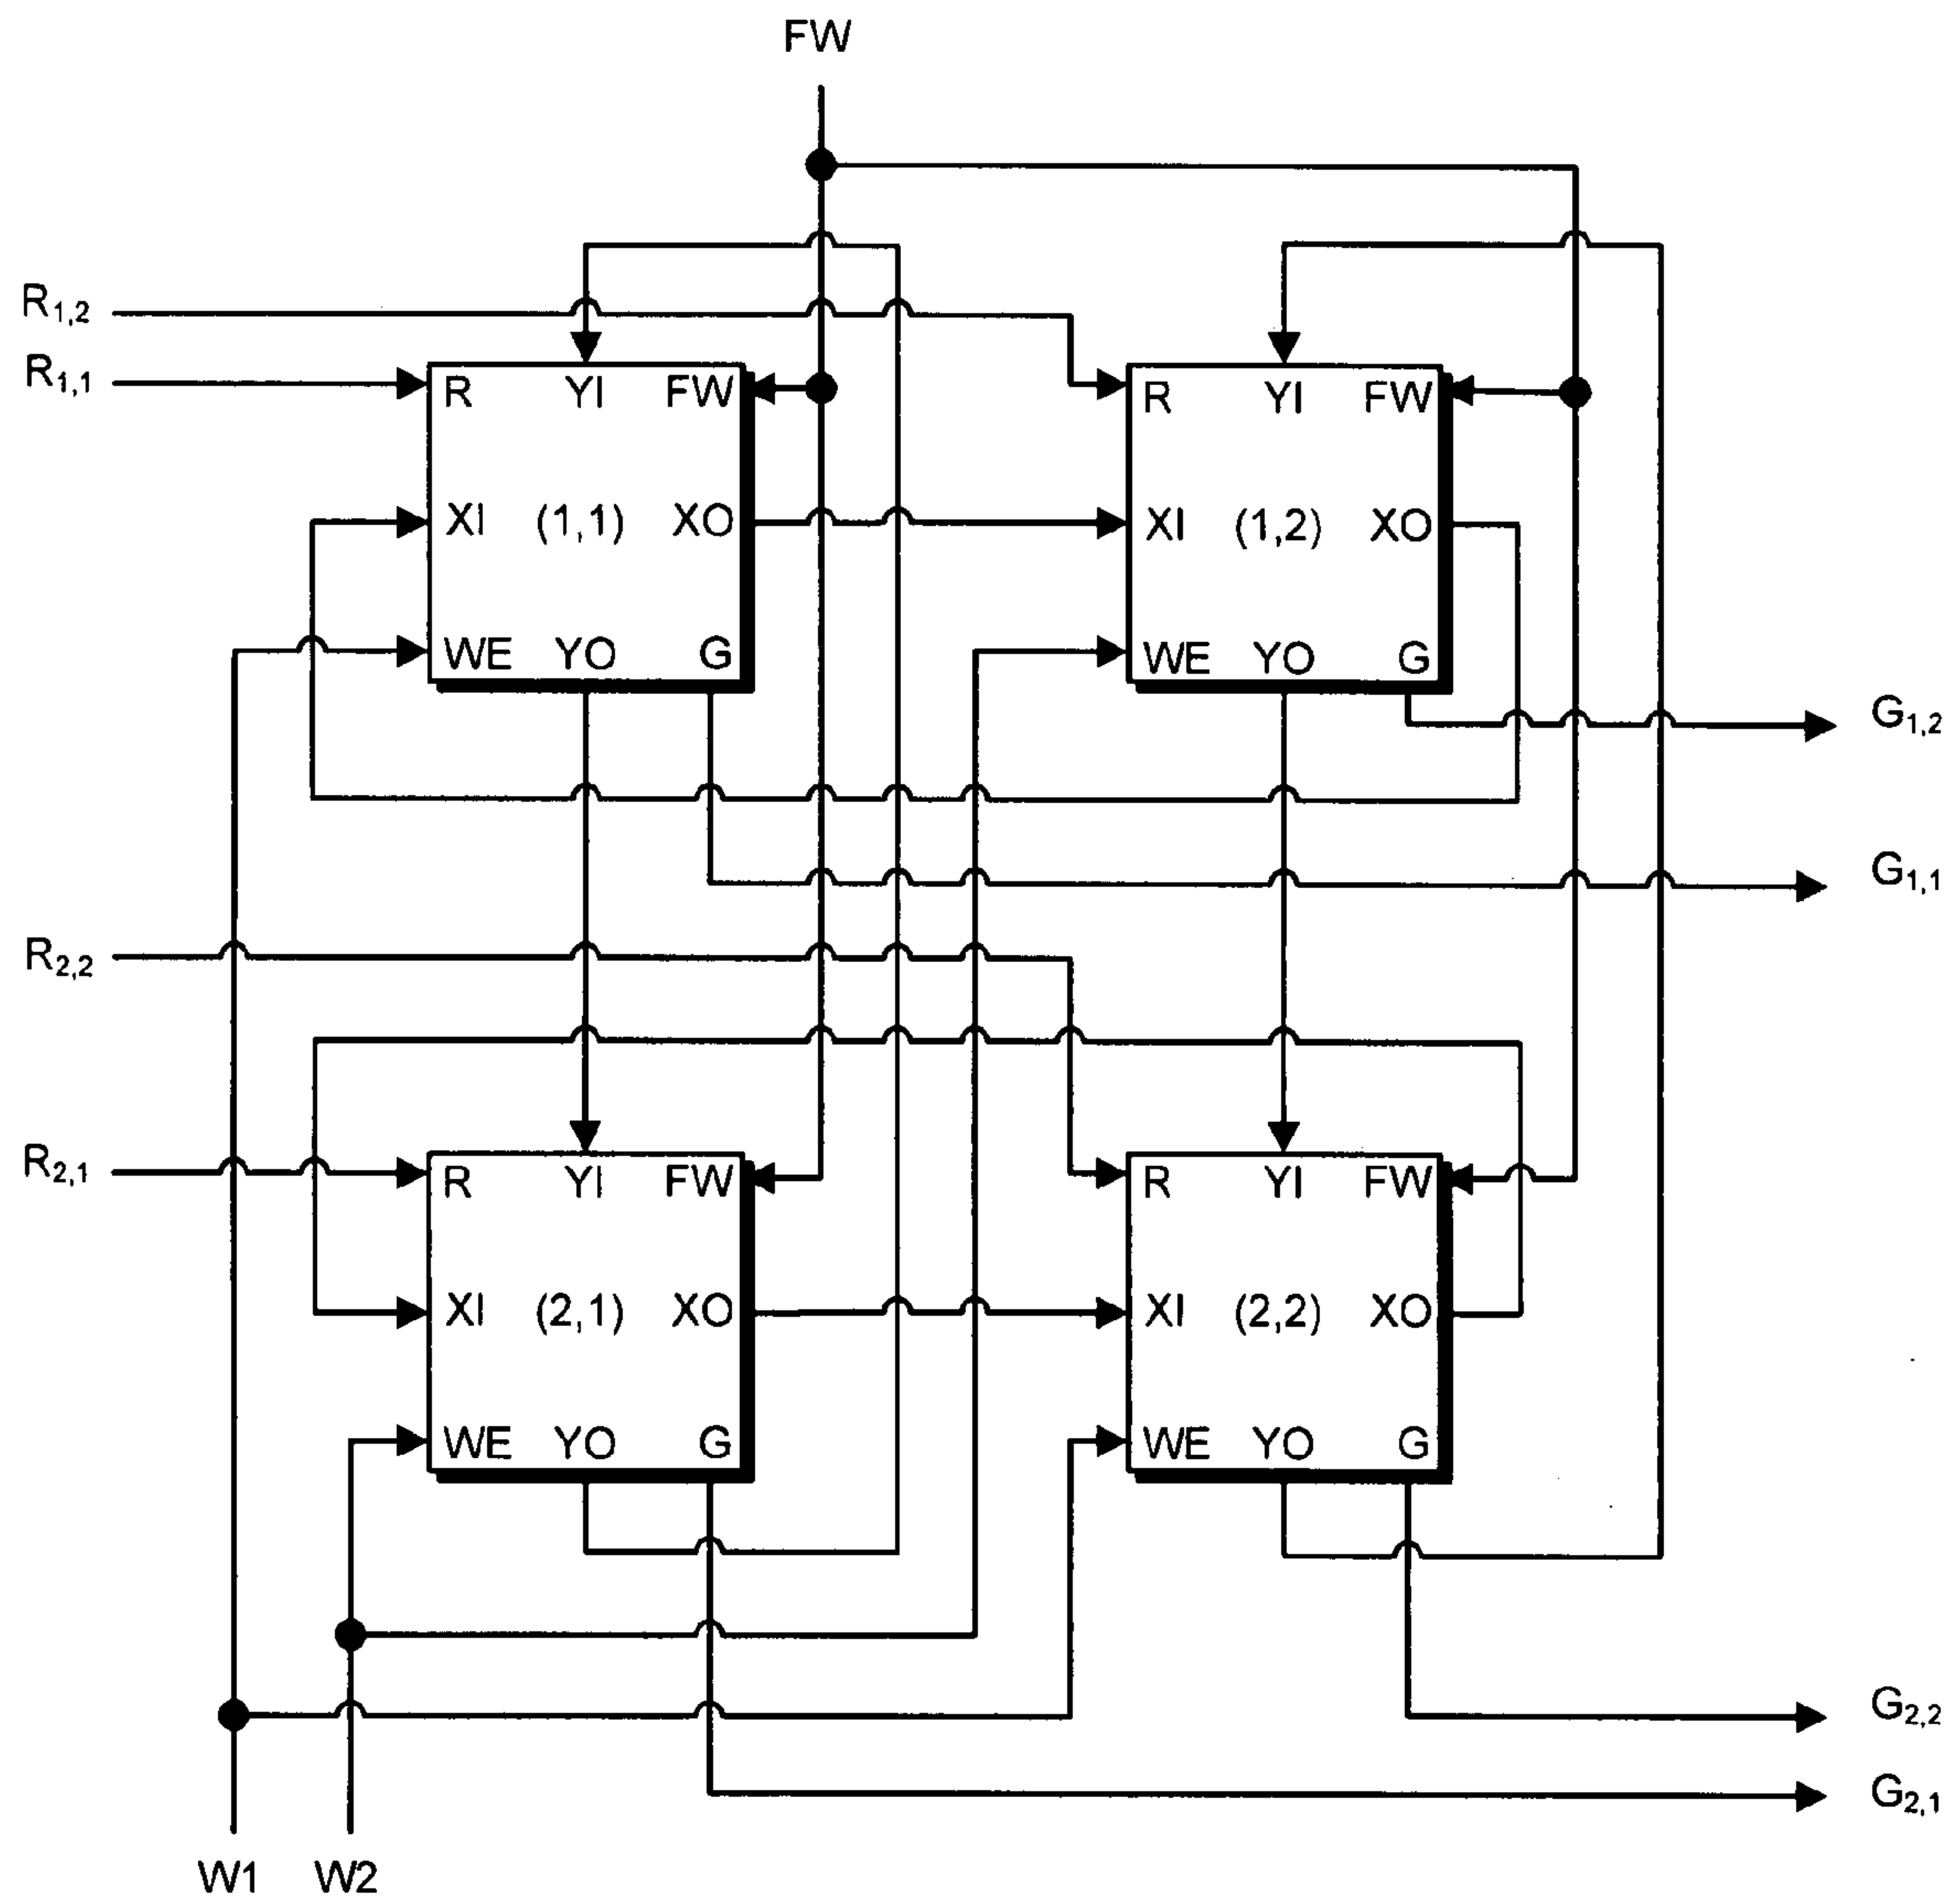 FW
R1,2
R1,1
R YI FW
XI (1,1) XO
WE YO G
R YI FW
XI (1,2) XO
WE YO G
G1,2
G1,1
R2,2
R2,1
R YI FW
XI (2,1) XO
WE YO G
R YI FW
XI (2,2) XO
WE YO G
G2,2
G2,1
W1 W2